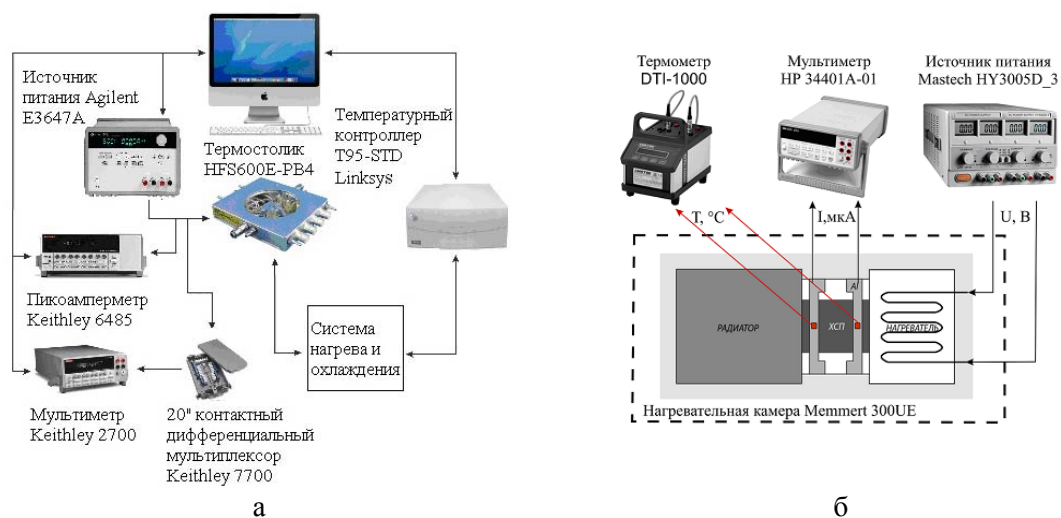 Источник
питания Agilent
E3647A
Термостолик
HFS600E-PB4
Температурный
контроллер
T95-STD
Linksys
Пикоамперметр
Keithley 6485
Мультиметр
Keithley 2700
20" контактный
дифференциальный
мультиплексор
Keithley 7700
Система
нагрева и
охлаждения
а
Термометр
DTI-1000
Мультиметр
HP 34401A-01
Источник питания
Mastech HY3005D_3
T, °C
I,мкА
U, В
РАДИАТОР
А
ХСП
НАГРЕВАТЕЛЬ
Нагревательная камера Memmert 300UE
б